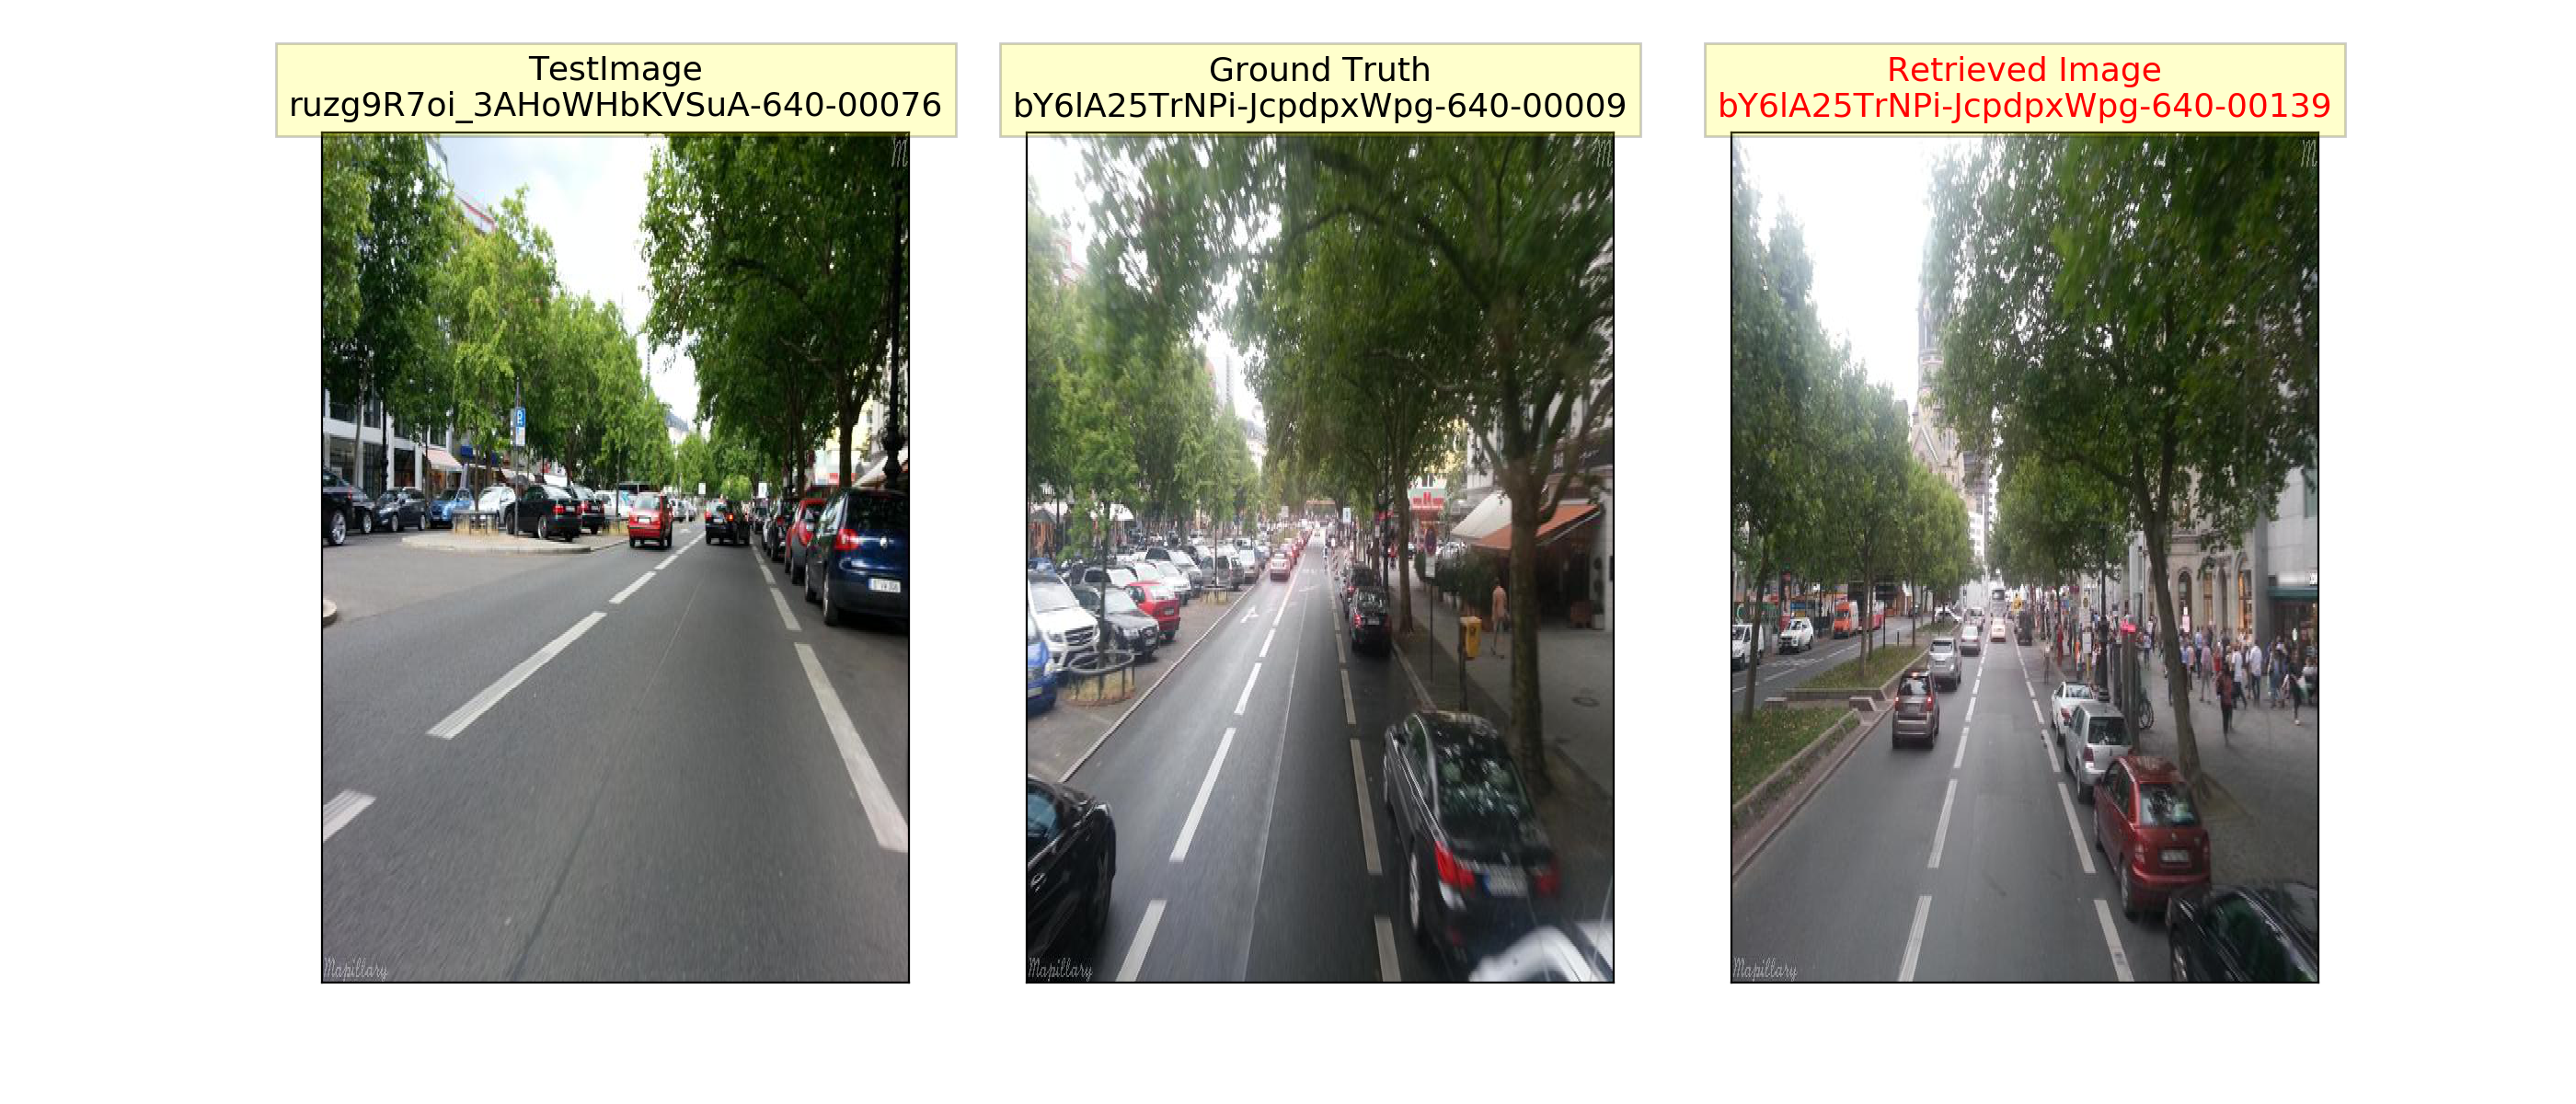 TestImage
ruzg9R7oi_3AHoWHbKVSuA-640-00076
Ground Truth
bY6lA25TrNPi-JcpdpxWpg-640-00009
Retrieved Image
bY6lA25TrNPi-JcpdpxWpg-640-00139
M
M
M
P
Mapillary
Mapillary
Mapillary